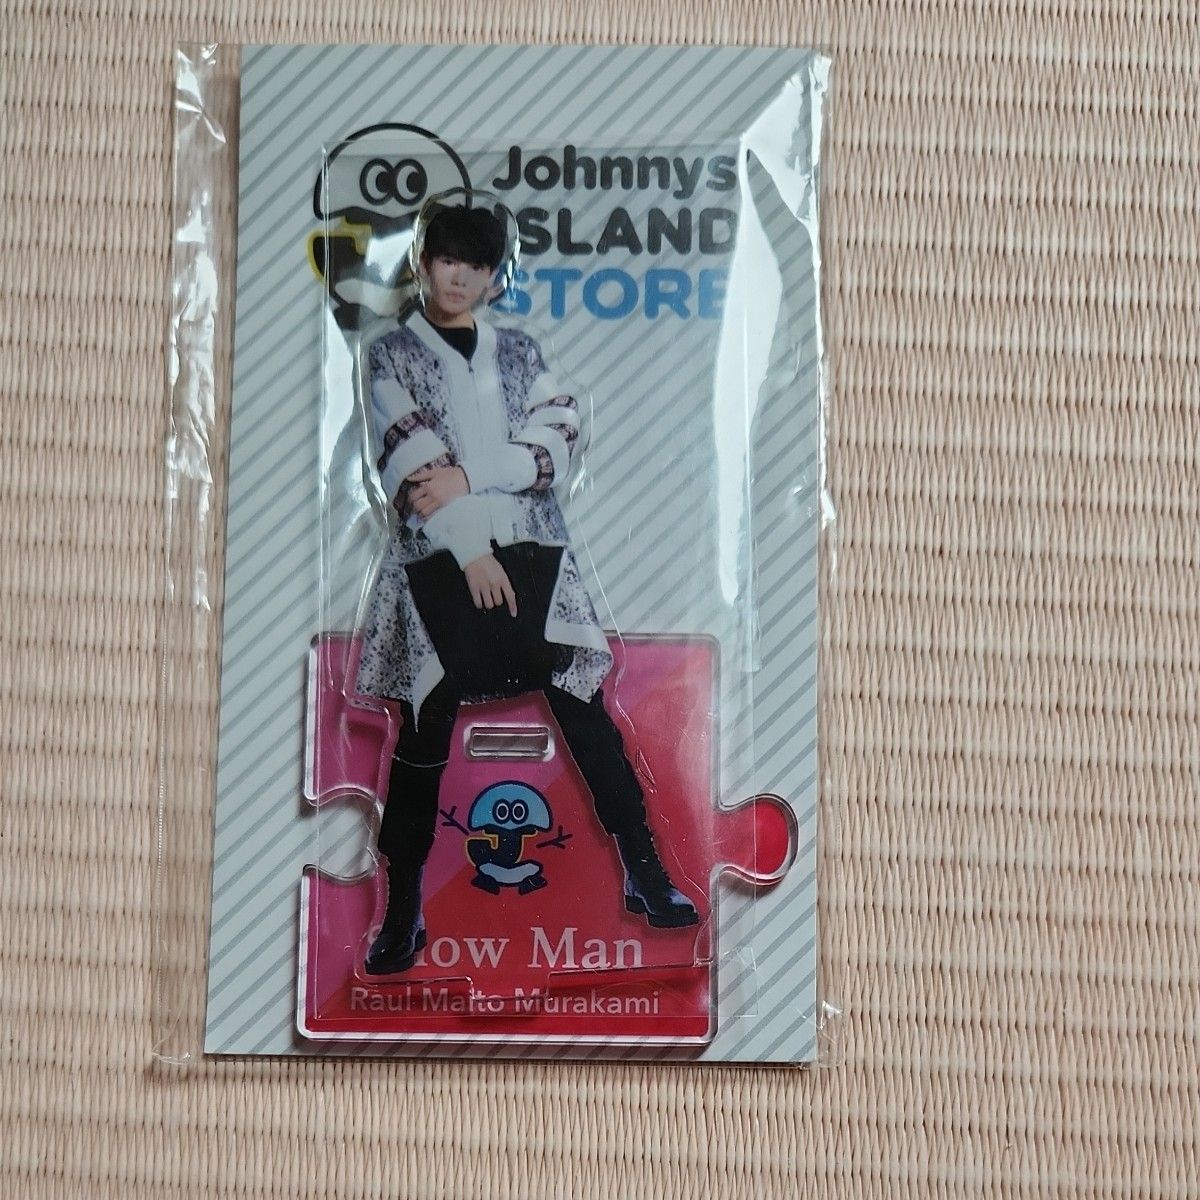 Johnnys
ISLAND
STORE
Snow Man
Raul Maito Murakami